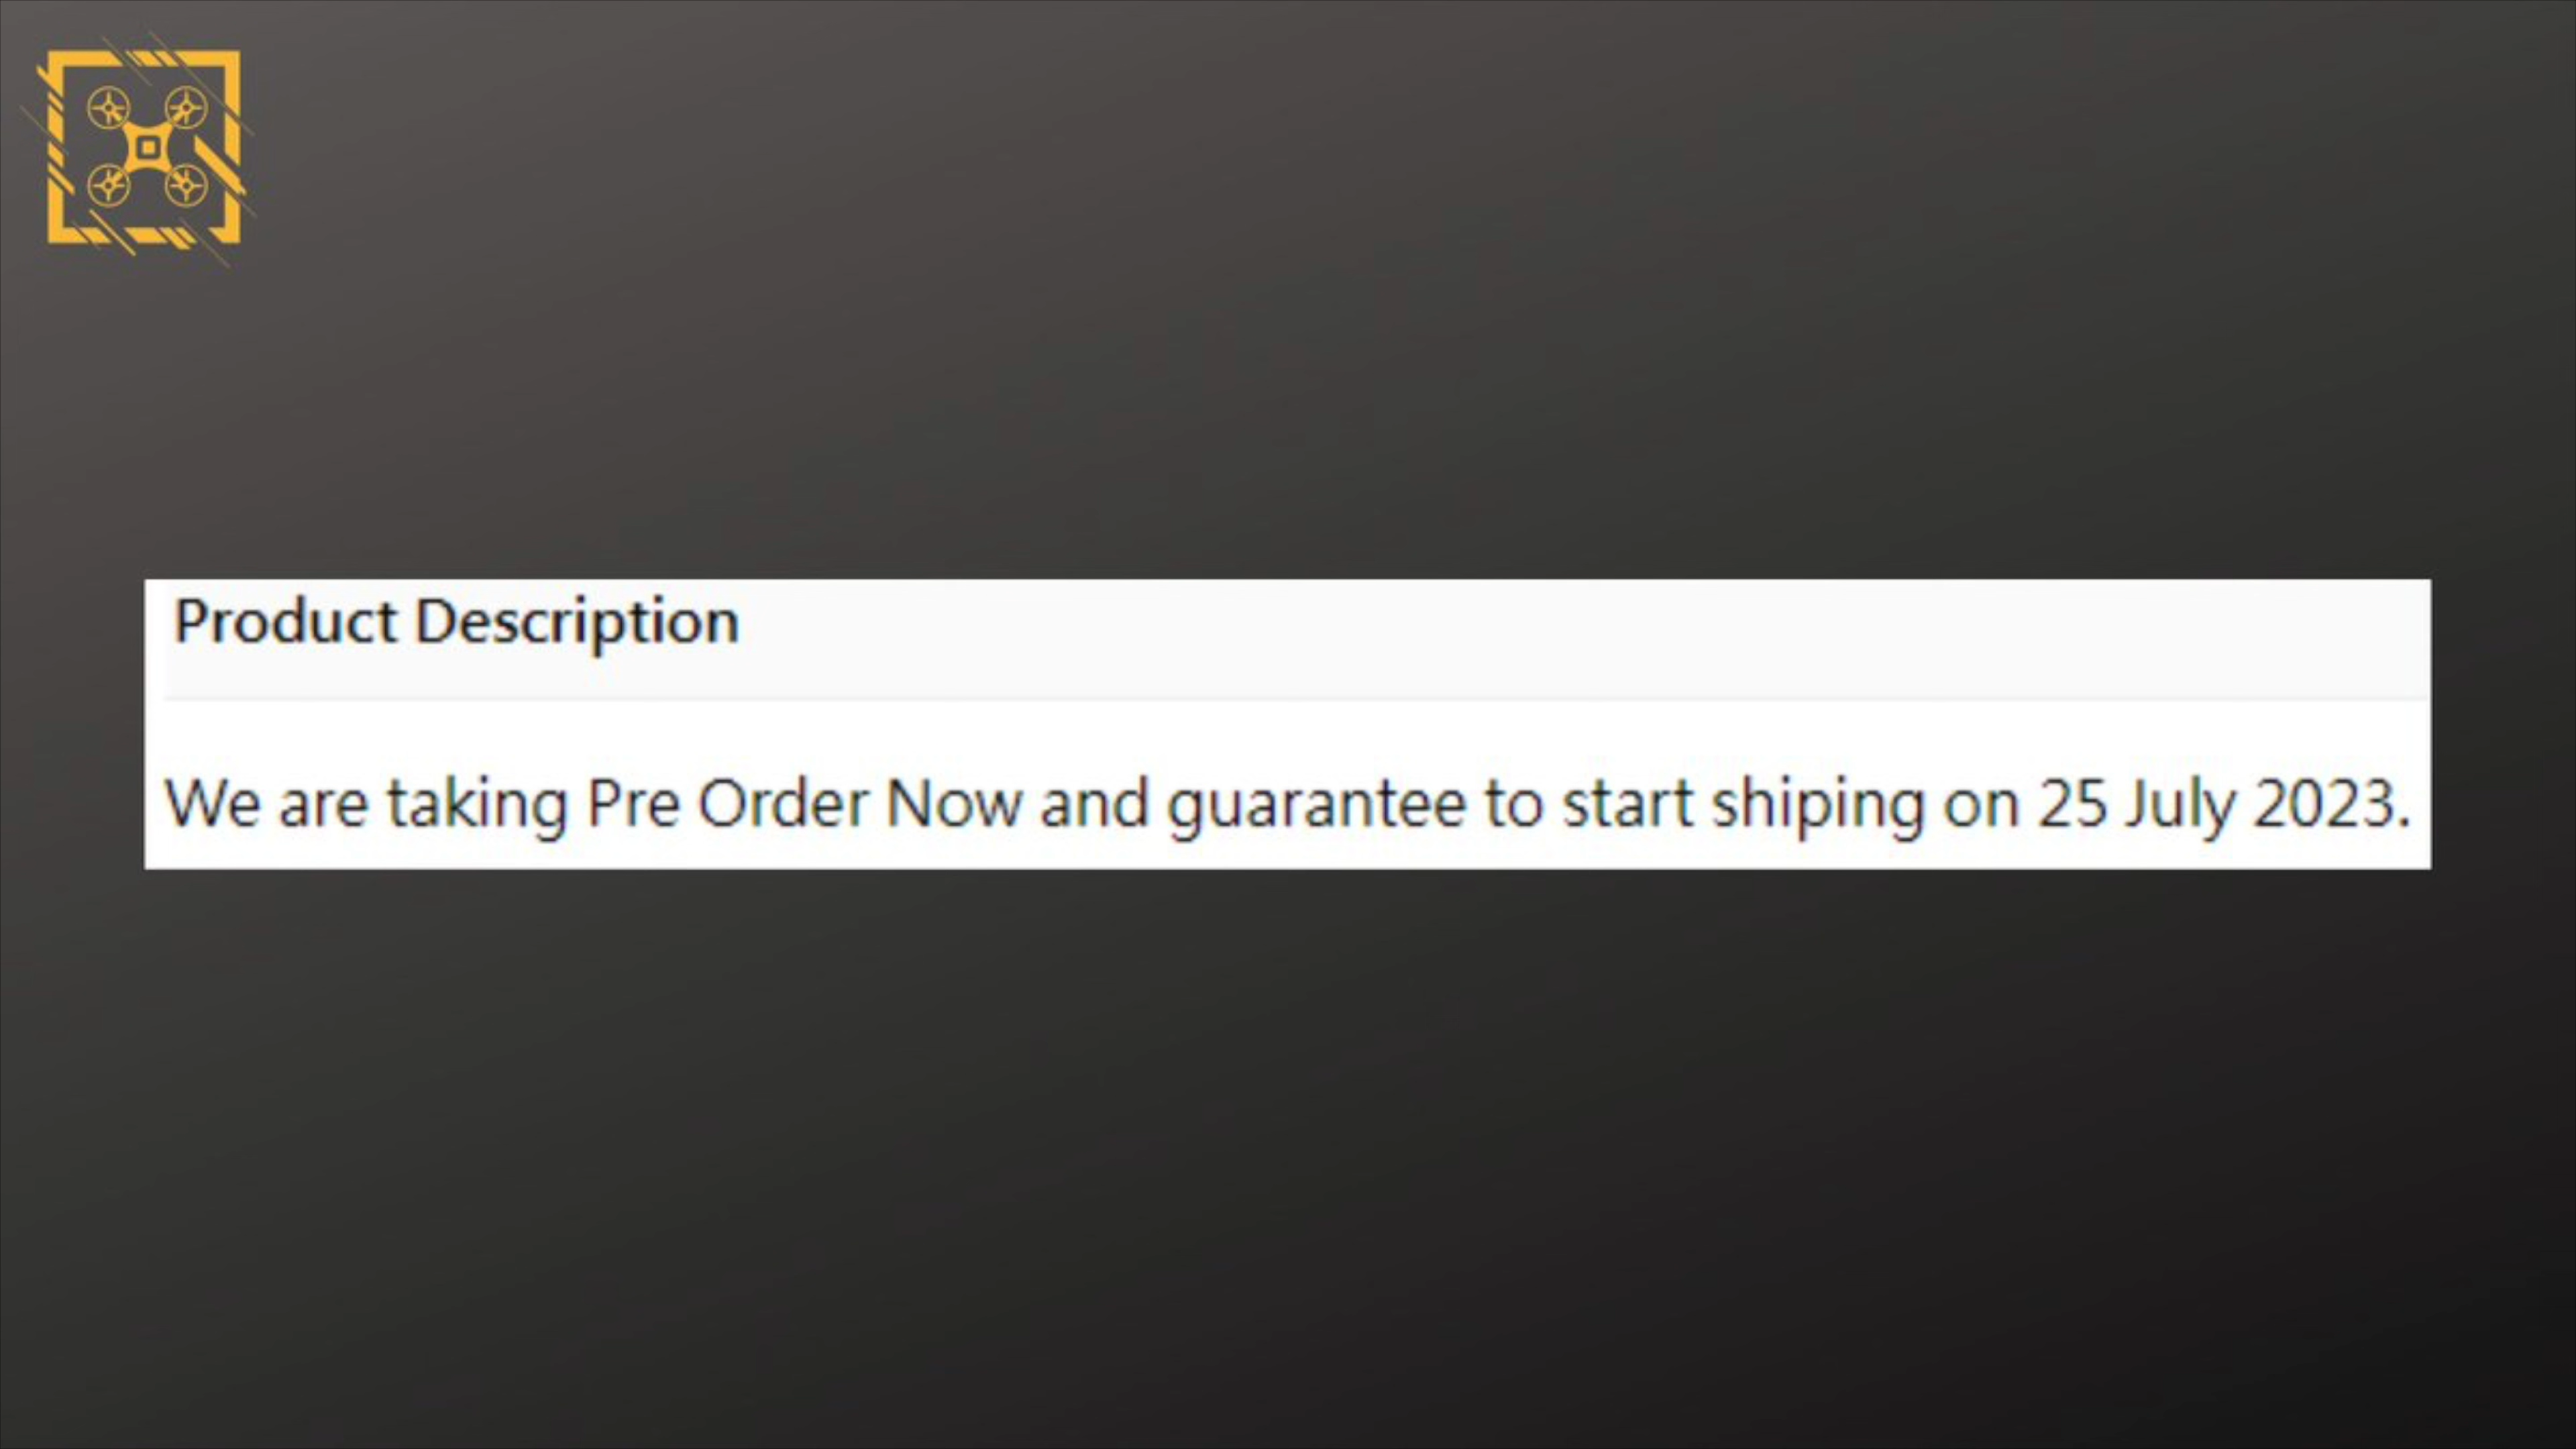 Product Description
We are taking Pre Order Now and guarantee to start shiping on 25 July 2023.